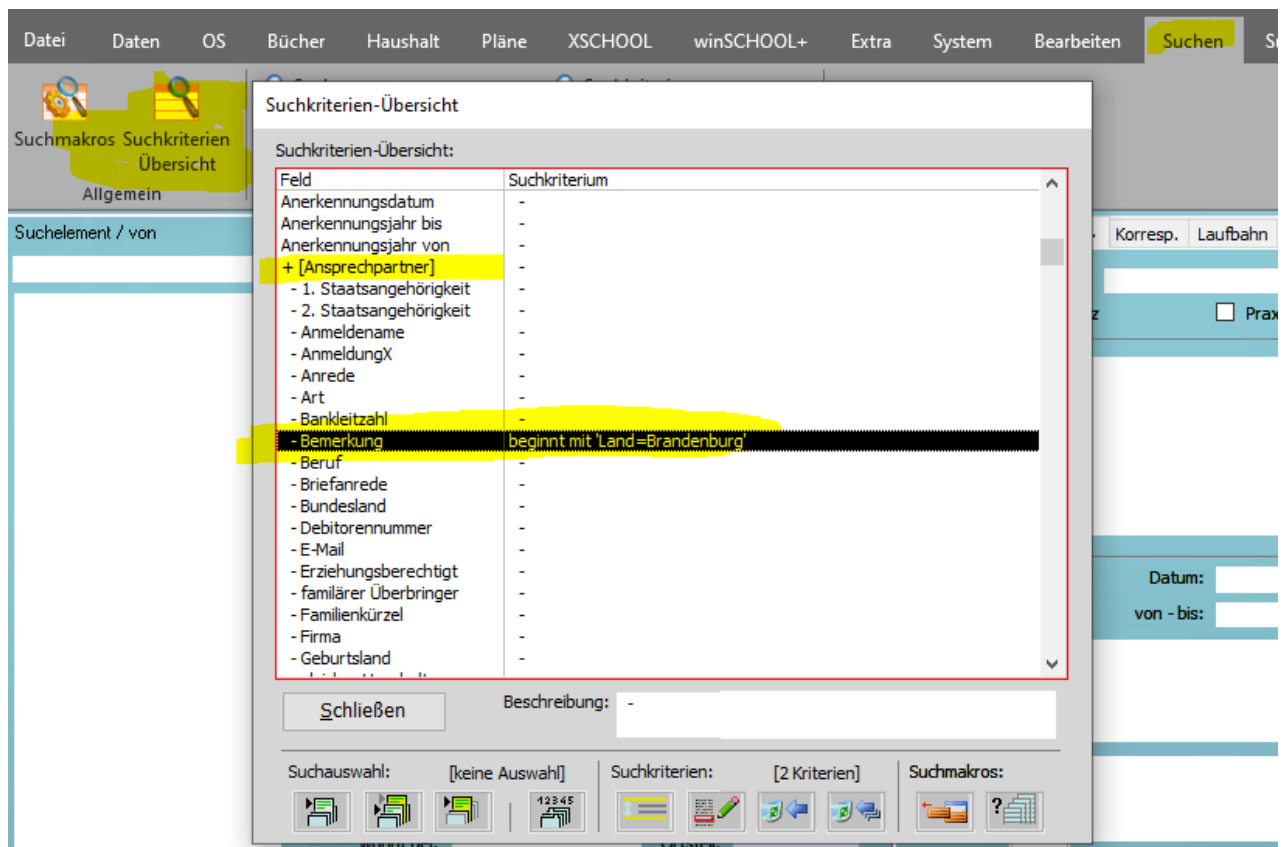 Datei Daten OS Bücher Haushalt Pläne XSCHOOL winSCHOOL+ Extra System Bearbeiten Suchen
Suchmakros Suchkriterien
Übersicht
Allgemein
Suchelement / von
Korresp. Laufbahn
Suchkriterien-Übersicht
Suchkriterien-Übersicht:
Feld Suchkriterium
Anerkennungsdatum -
Anerkennungsjahr bis -
Anerkennungsjahr von -
+ [Ansprechpartner] -
- 1. Staatsangehörigkeit -
- 2. Staatsangehörigkeit -
- Anmeldename -
- AnmeldungX -
- Anrede -
- Art -
- Bankleitzahl -
- Bemerkung beginnt mit 'Land=Brandenburg'
- Beruf -
- Briefanrede -
- Bundesland -
- Debitorennummer -
- E-Mail -
- Erziehungsberechtigt -
- familärer Überbringer -
- Familienkürzel -
- Firma -
- Geburtsland -
Schließen
Beschreibung: -
Suchauswahl: [keine Auswahl] Suchkriterien: [2 Kriterien] Suchmakros:
12345
?
Datum:
von - bis: